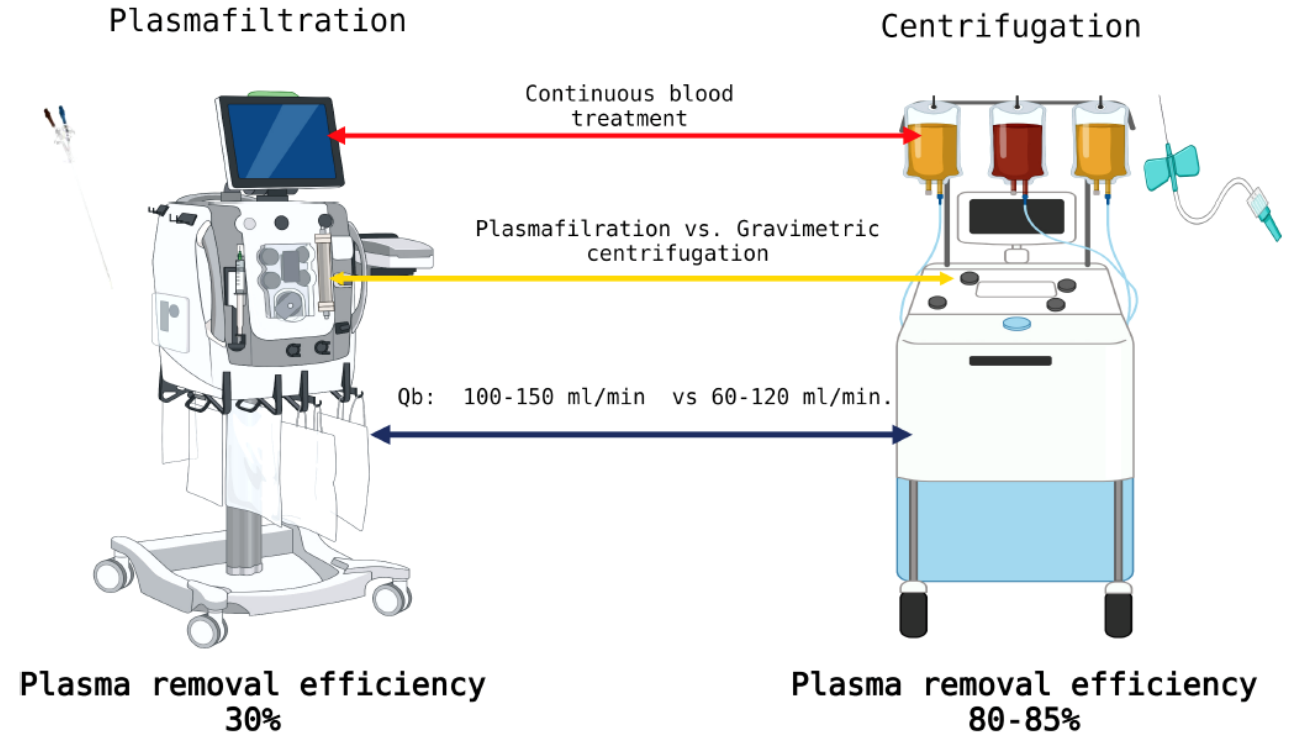 Plasmafiltration
Centrifugation
Continuous blood
treatment
Plasmafilration vs. Gravimetric
centrifugation
Qb:  100-150 ml/min  vs 60-120 ml/min.
Plasma removal efficiency
30%
Plasma removal efficiency
80-85%